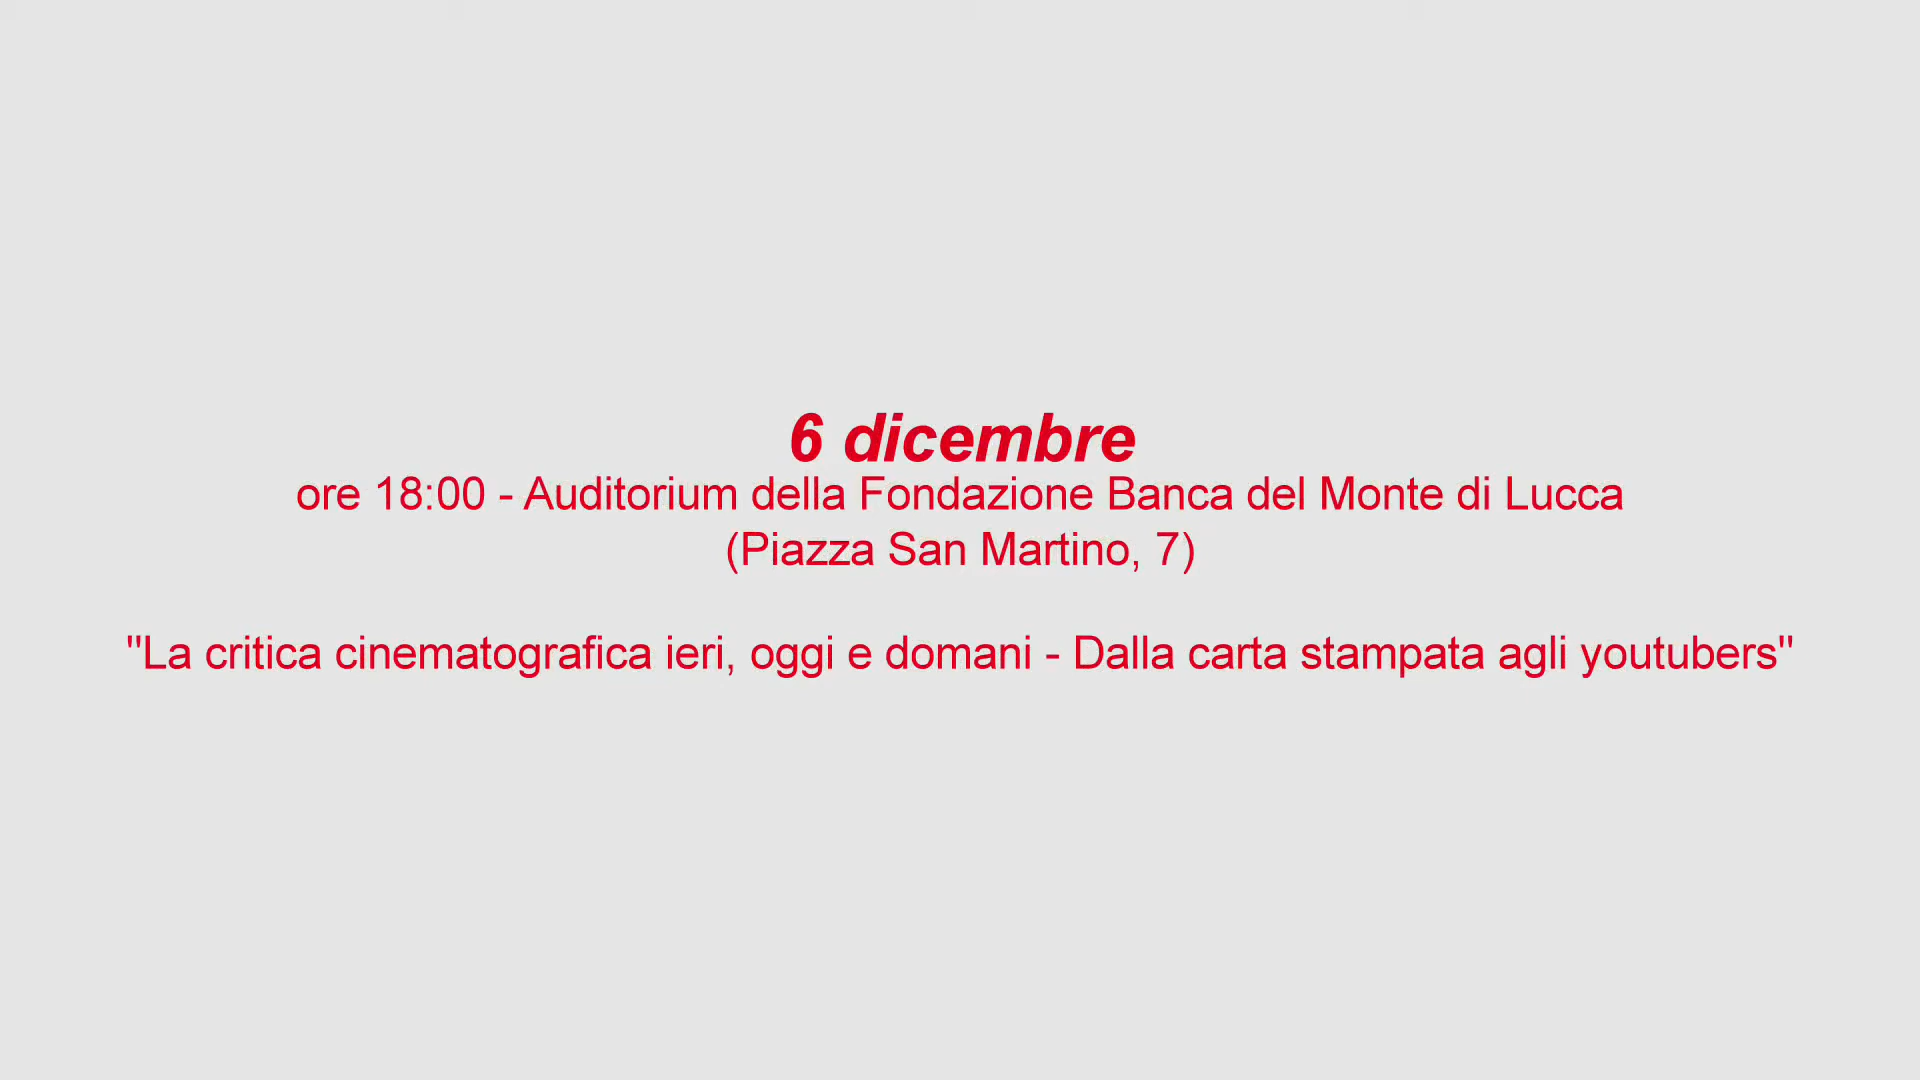 6 dicembre
ore 18:00 - Auditorium della Fondazione Banca del Monte di Lucca
(Piazza San Martino, 7)
"La critica cinematografica ieri, oggi e domani - Dalla carta stampata agli youtubers"